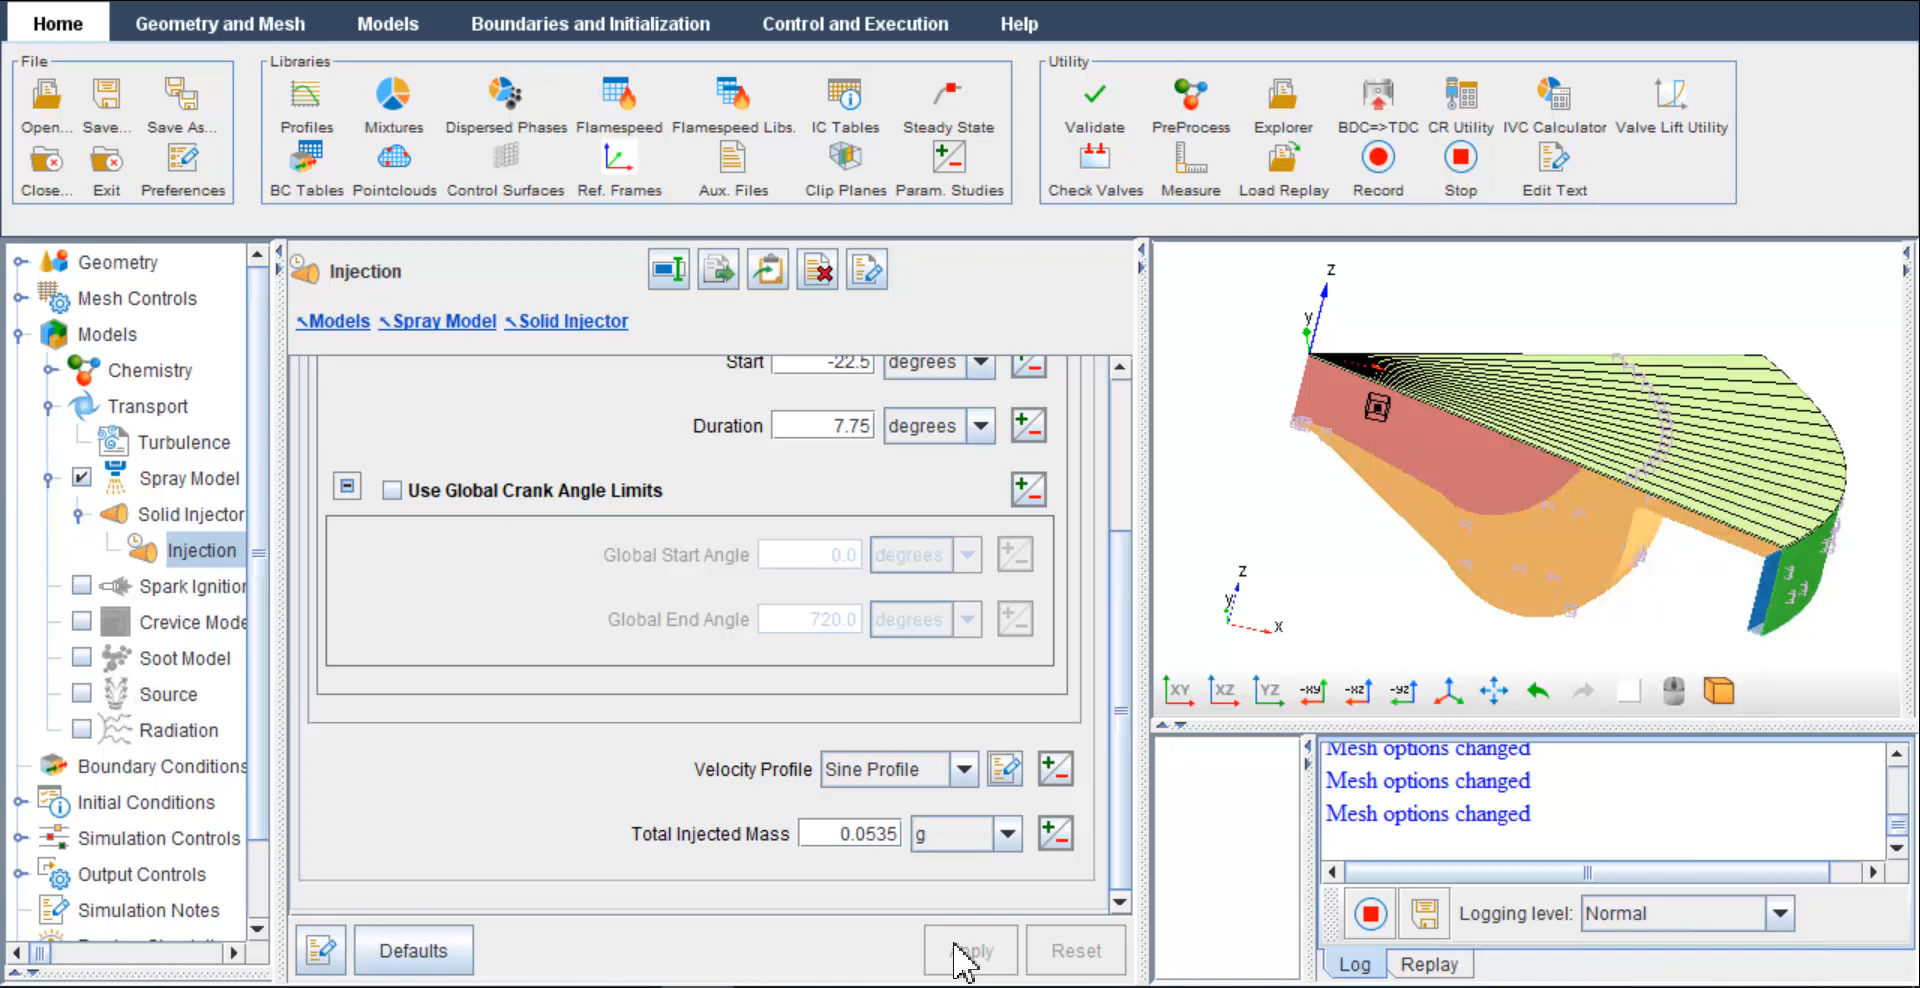 Home Geometry and Mesh Models Boundaries and Initialization Control and Execution Help
File Libraries Utility
Open... Save... Save As... Profiles Mixtures Dispersed Phases Flamespeed Flamespeed Libs. IC Tables Steady State Validate PreProcess Explorer BDC=>TDC CR Utility IVC Calculator Valve Lift Utility
Close... Exit Preferences BC Tables Pointclouds Control Surfaces Ref. Frames Aux. Files Clip Planes Param. Studies Check Valves Measure Load Replay Record Stop Edit Text
Geometry
Mesh Controls
Models
Chemistry
Transport
Turbulence
Spray Model
Solid Injector
Injection
Spark Ignition
Crevice Mode
Soot Model
Source
Radiation
Boundary Conditions
Initial Conditions
Simulation Controls
Output Controls
Simulation Notes
Injection
Models Spray Model Solid Injector
Start -22.5 degrees
Duration 7.75 degrees
Use Global Crank Angle Limits
Global Start Angle 0.0 degrees
Global End Angle 720.0 degrees
Velocity Profile Sine Profile
Total Injected Mass 0.0535 g
Defaults Apply Reset
z
y
z
y
x
XY XZ YZ -xy -xz -yz
Mesh options changed
Mesh options changed
Mesh options changed
Logging level: Normal
Log Replay